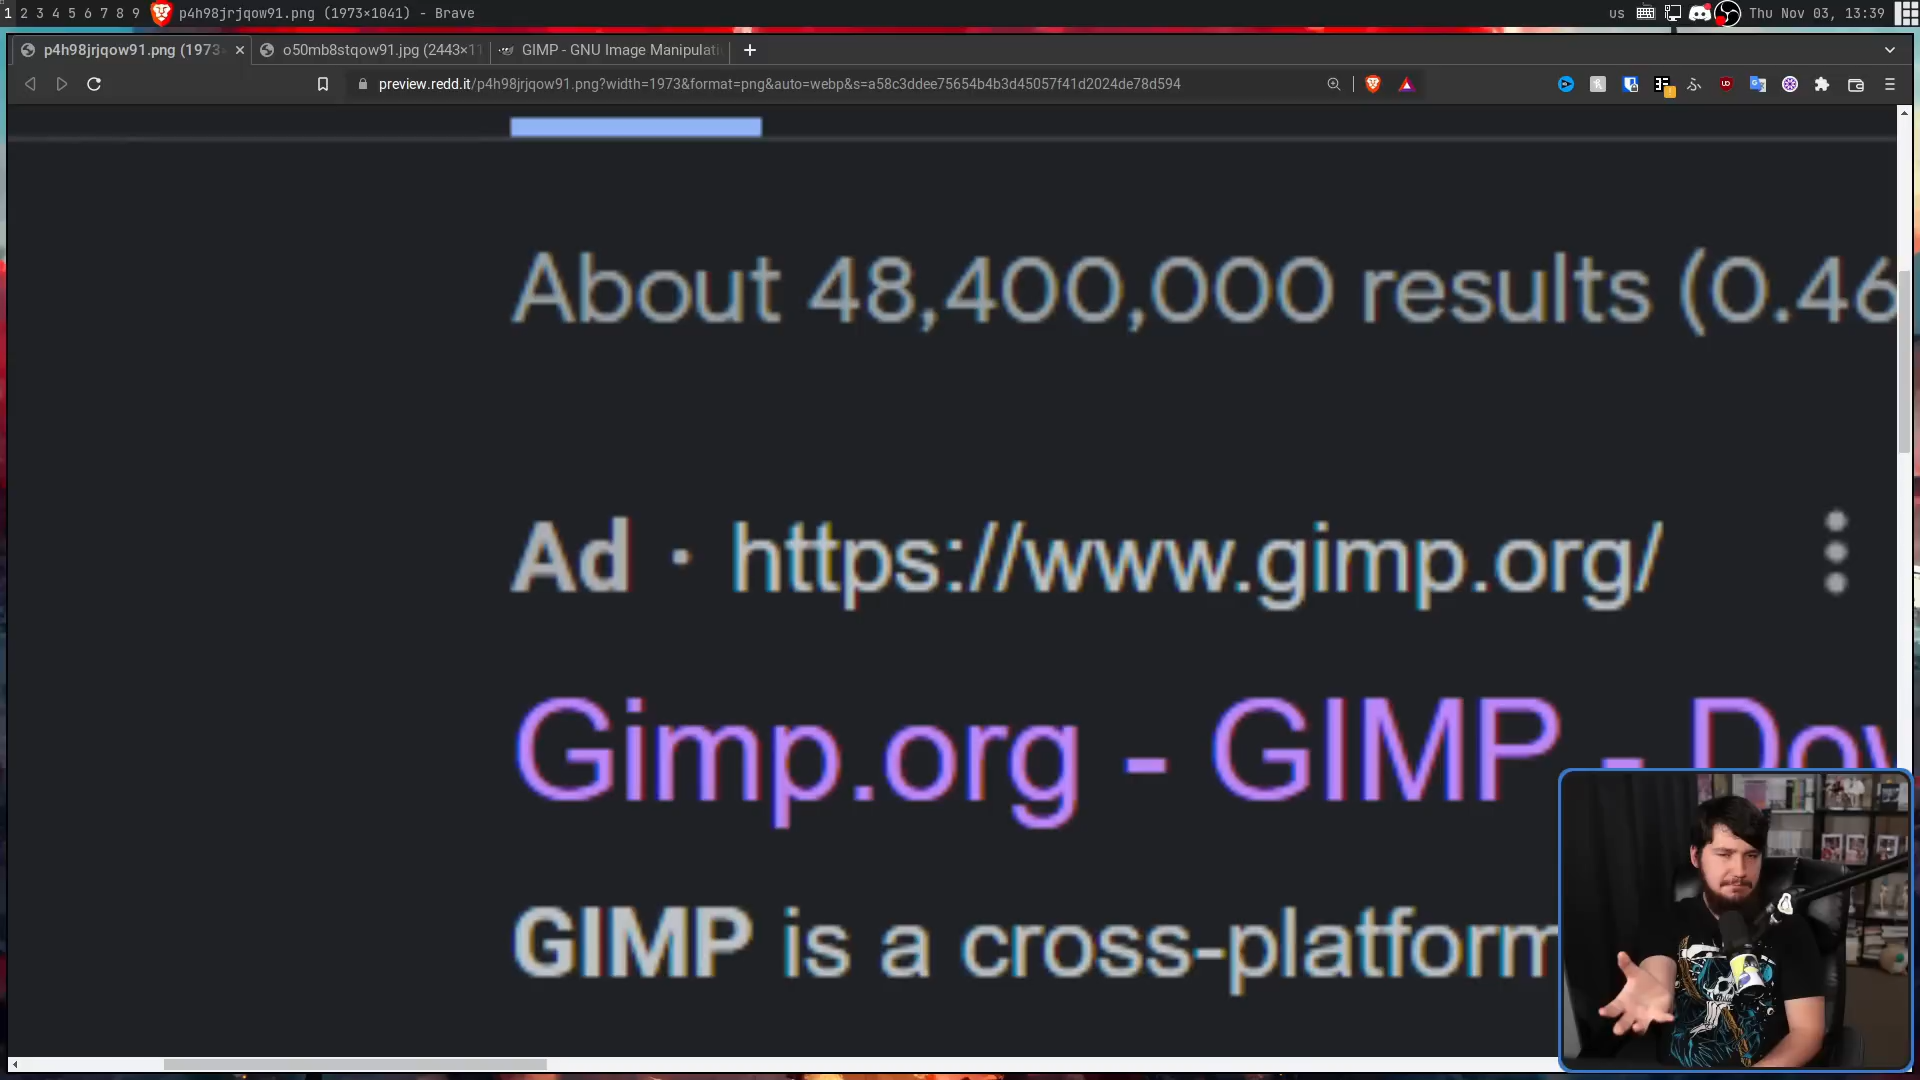 1 2 3 4 5 6 7 8 9 p4h98jrjqow91.png (1973×1041) - Brave us Thu Nov 03, 13:39
p4h98jrjqow91.png (1973 o50mb8stqow91.jpg (2443×11 GIMP - GNU Image Manipulati
preview.redd.it/p4h98jrjqow91.png?width=1973&format=png&auto=webp&s=a58c3ddee75654b4b3d45057f41d2024de78d594
About 48,400,000 results (0.46
Ad · https://www.gimp.org/
Gimp.org - GIMP - Dow
GIMP is a cross-platform